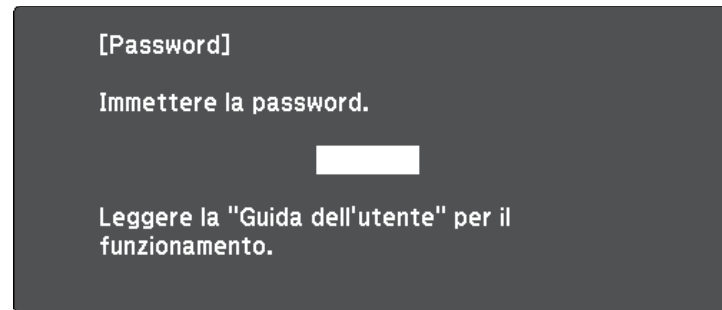 [Password]
Immettere la password.
Leggere la "Guida dell'utente" per il
funzionamento.